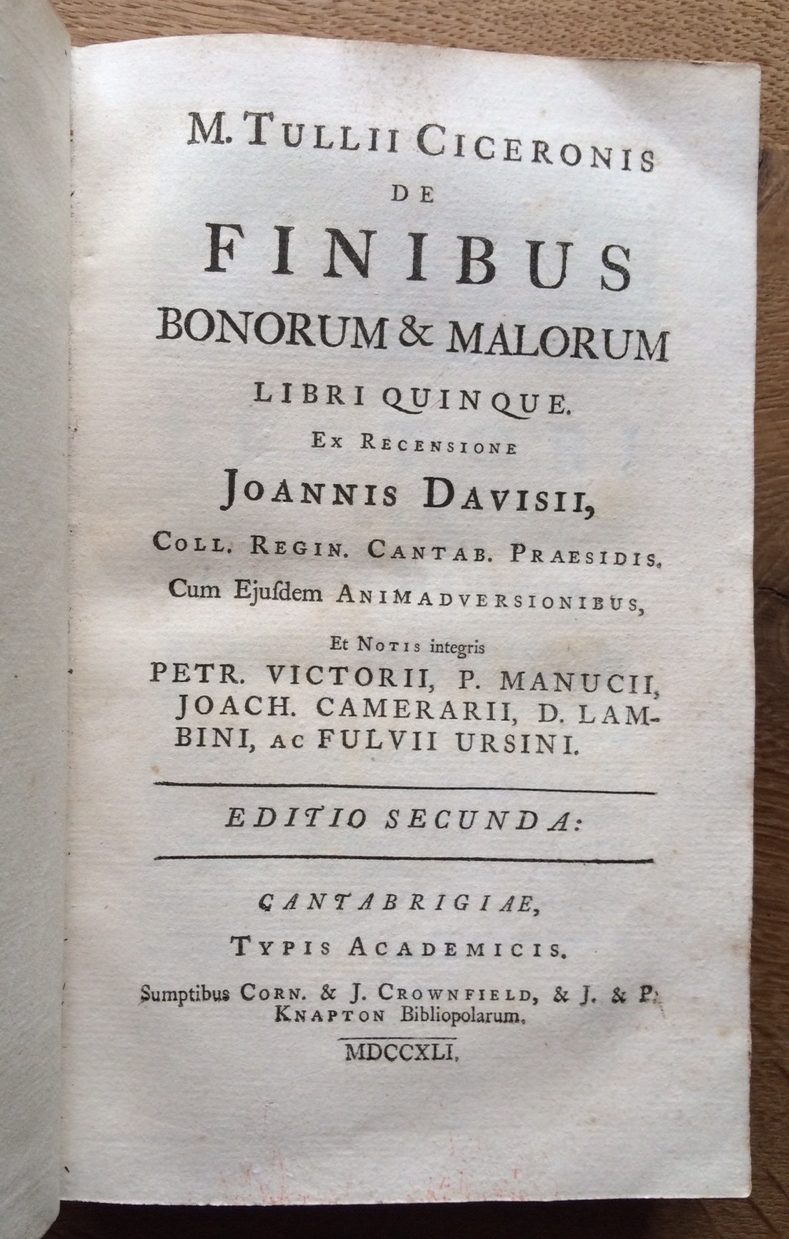 M. TULLII CICERONIS
DE
FINIBUS
BONORUM & MALORUM
LIBRI QUINQUE.
EX RECENSIONE
JOANNIS DAVISII,
COLL. REGIN. CANTAB. PRAESIDIS.
Cum Ejuſdem ANIMADVERSIONIBUS,
Et NOTIS integris
PETR. VICTORII, P. MANUCII,
JOACH. CAMERARII, D. LAM-
BINI, AC FULVII URSINI.
EDITIO SECUNDA:
CANTABRIGIAE,
TYPIS ACADEMICIS.
Sumptibus CORN. & J. CROWNFIELD, & J. & P.
KNAPTON Bibliopolarum.
MDCCXLI.